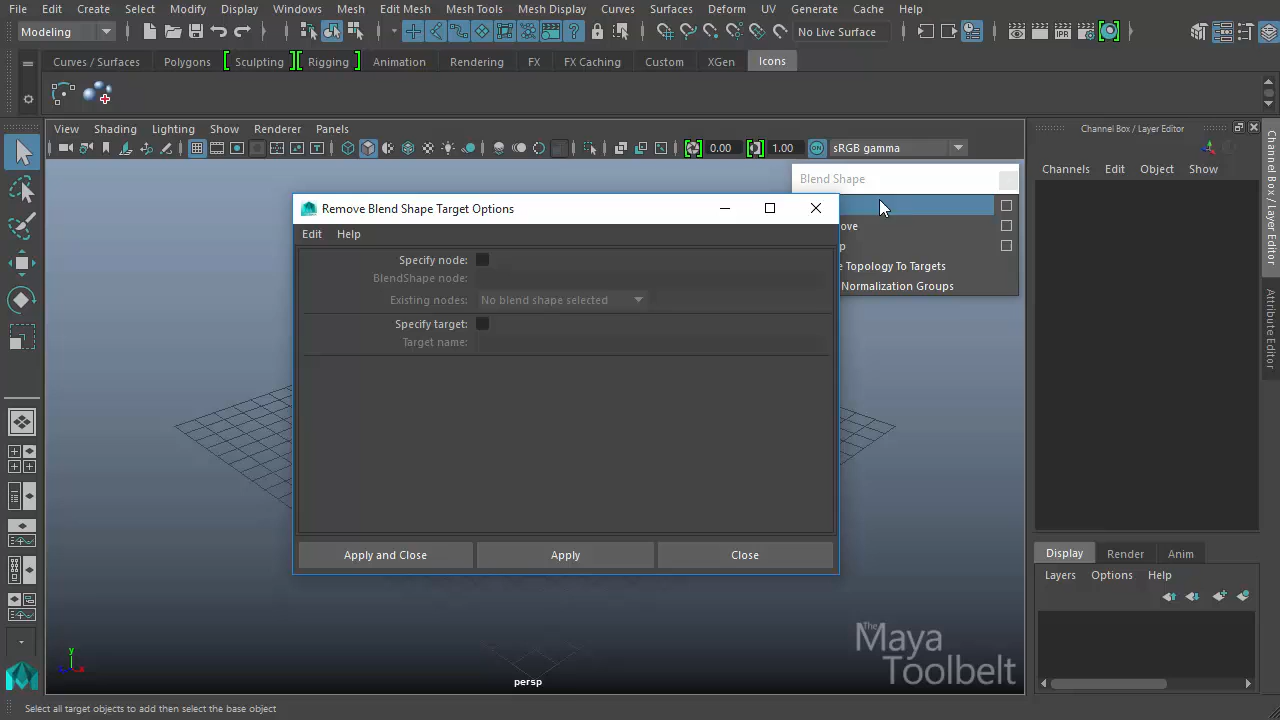 File Edit Create Select Modify Display Windows Mesh Edit Mesh Mesh Tools Mesh Display Curves Surfaces Deform UV Generate Cache Help
Modeling No Live Surface
Curves / Surfaces Polygons Sculpting Rigging Animation Rendering FX FX Caching Custom XGen Icons
View Shading Lighting Show Renderer Panels
0.00 1.00 sRGB gamma
Channel Box / Layer Editor
Channels Edit Object Show
Blend Shape
ove
p
e Topology To Targets
Normalization Groups
Remove Blend Shape Target Options
Edit Help
Specify node:
BlendShape node:
Existing nodes: No blend shape selected
Specify target:
Target name:
Apply and Close Apply Close
Channel Box / Layer Editor
Attribute Editor
Display Render Anim
Layers Options Help
The
Maya
Toolbelt
y
z x
persp
IPR
Select all target objects to add then select the base object